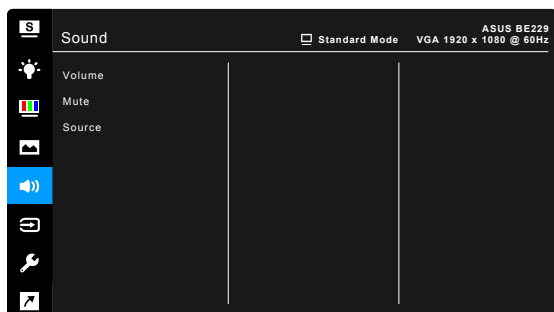 S
Sound
Standard Mode
ASUS BE229
VGA 1920 x 1080 @ 60Hz
Volume
Mute
Source